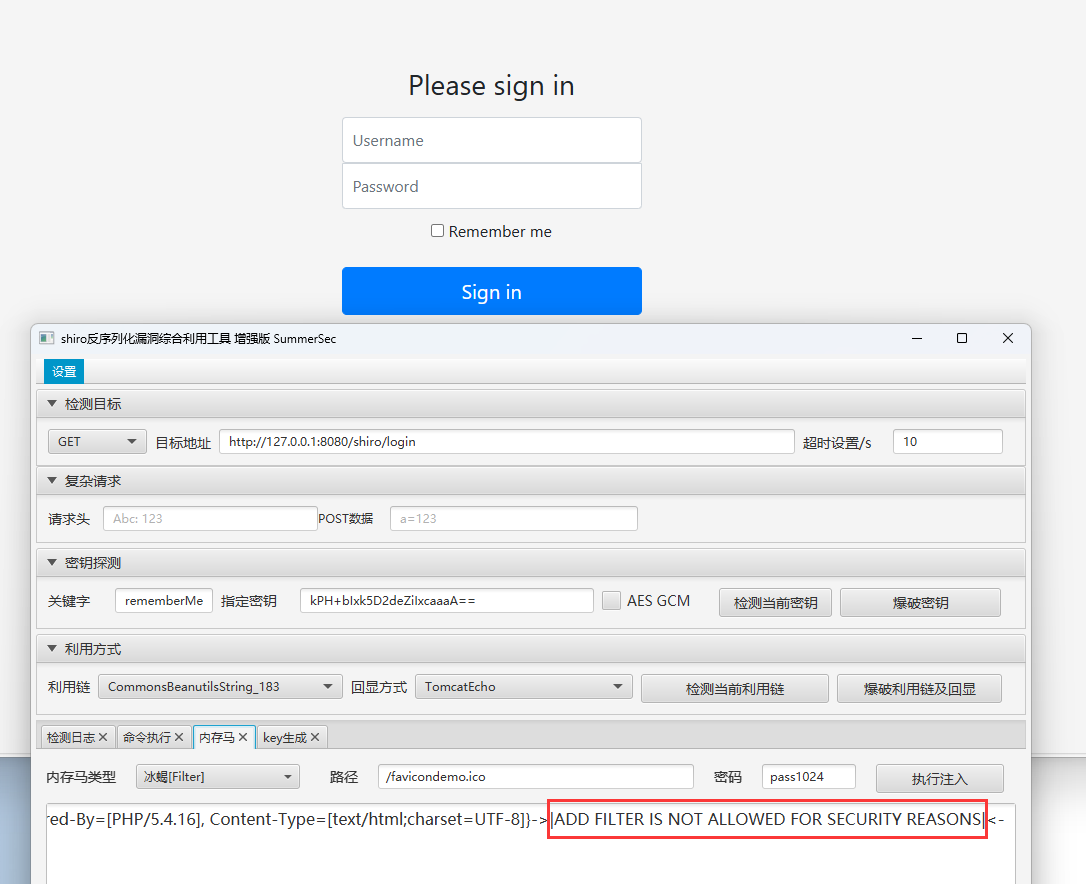 Please sign in
Username
Password
Remember me
Sign in
shiro反序列化漏洞综合利用工具 增强版 SummerSec
设置
检测目标
GET 目标地址 http://127.0.0.1:8080/shiro/login 超时设置/s 10
复杂请求
请求头 Abc: 123 POST数据 a=123
密钥探测
关键字 rememberMe 指定密钥 kPH+bIxk5D2deZiIxcaaaA== AES GCM 检测当前密钥 爆破密钥
利用方式
利用链 CommonsBeanutilsString_183 回显方式 TomcatEcho 检测当前利用链 爆破利用链及回显
检测日志 命令执行 内存马 key生成
内存马类型 冰蝎[Filter] 路径 /favicondemo.ico 密码 pass1024 执行注入
red-By=[PHP/5.4.16], Content-Type=[text/html;charset=UTF-8]}->|ADD FILTER IS NOT ALLOWED FOR SECURITY REASONS|<-